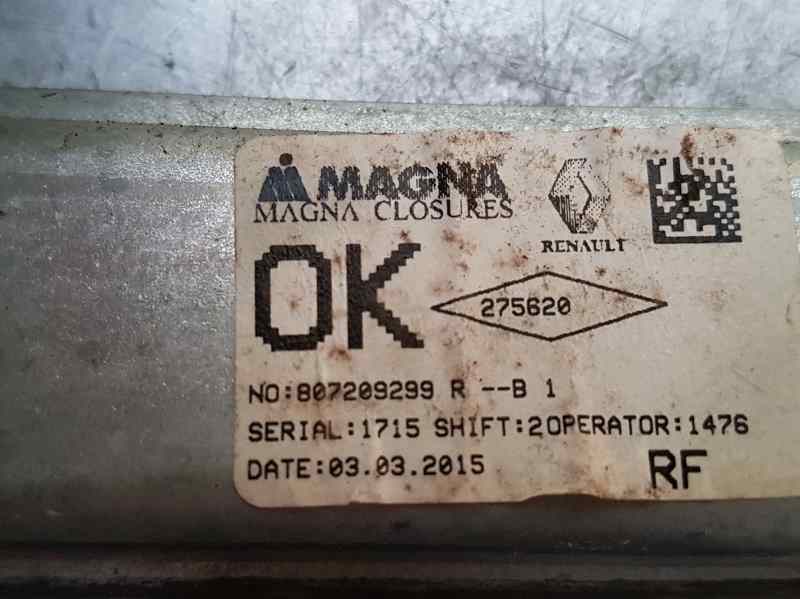 MAGNA
MAGNA CLOSURES
RENAULT
OK
275620
NO:807209299 R --B 1
SERIAL:1715 SHIFT:2OPERATOR:1476
DATE:03.03.2015
RF